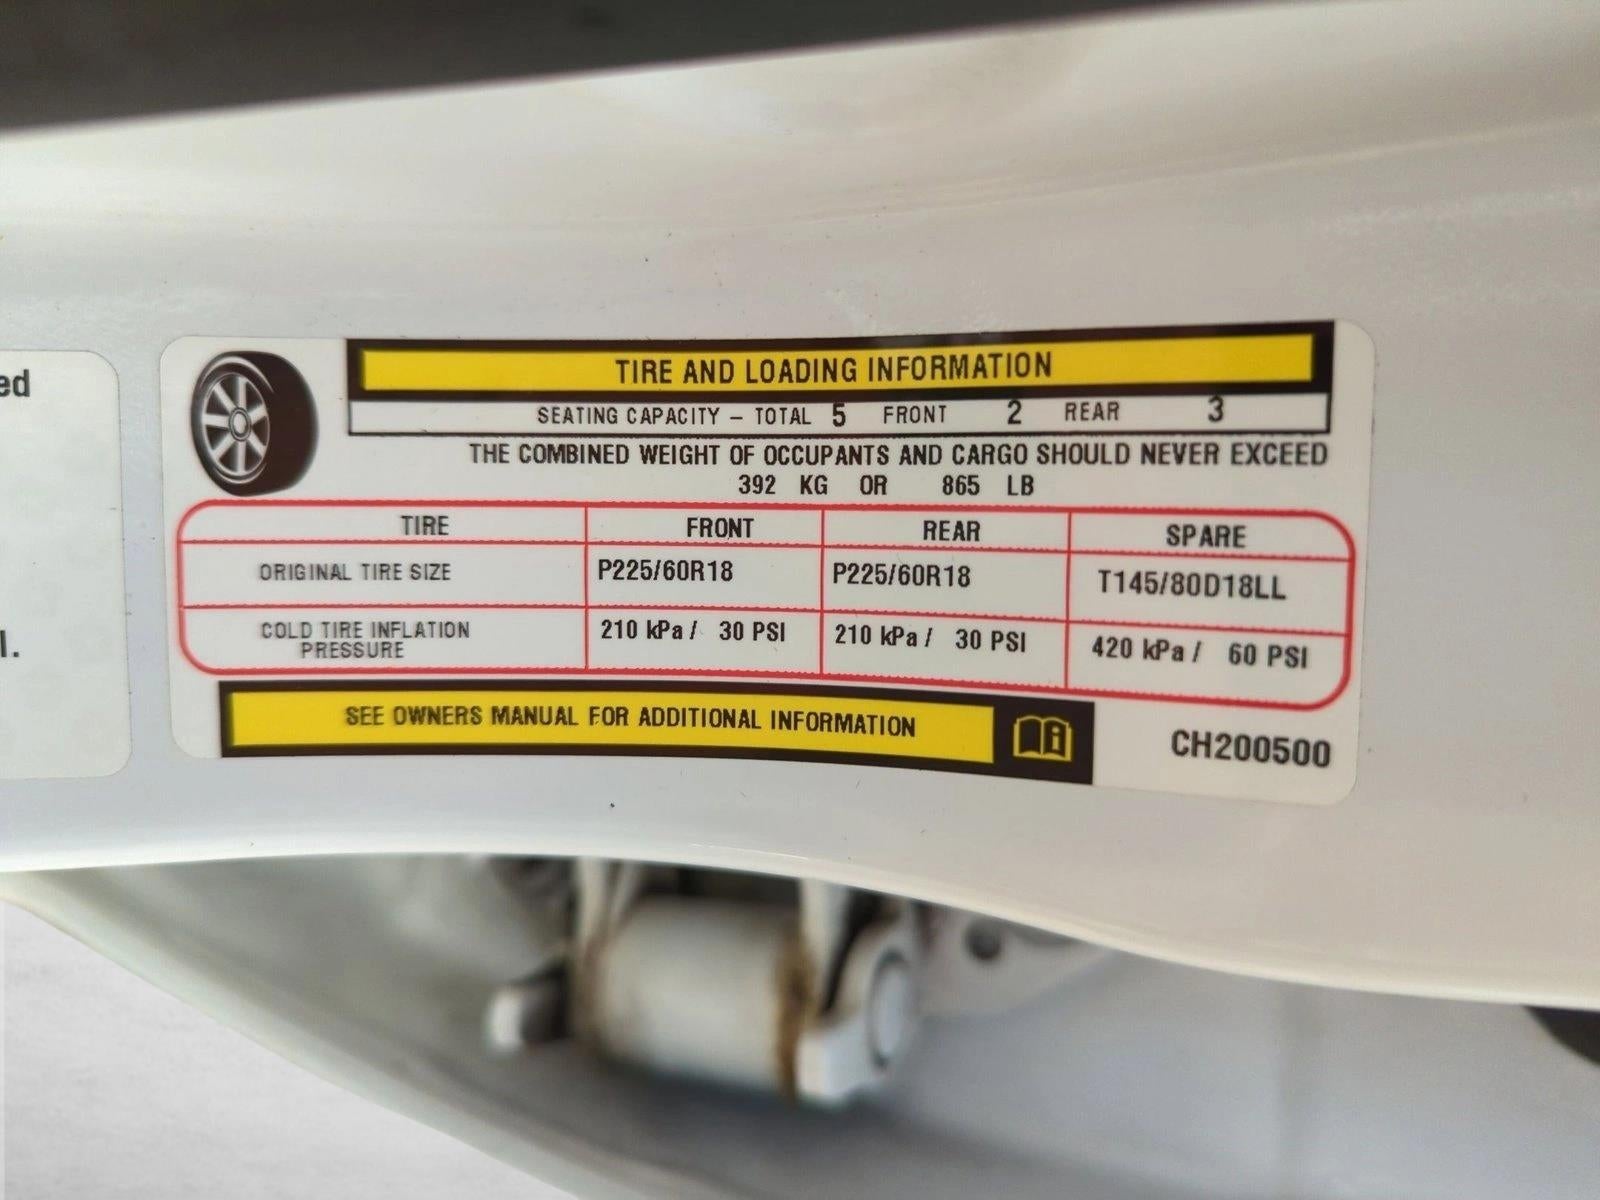 ed
l.
TIRE AND LOADING INFORMATION
SEATING CAPACITY – TOTAL 5 FRONT 2 REAR 3
THE COMBINED WEIGHT OF OCCUPANTS AND CARGO SHOULD NEVER EXCEED
392 KG OR 865 LB
TIRE FRONT REAR SPARE
ORIGINAL TIRE SIZE P225/60R18 P225/60R18 T145/80D18LL
COLD TIRE INFLATION PRESSURE 210 kPa / 30 PSI 210 kPa / 30 PSI 420 kPa / 60 PSI
SEE OWNERS MANUAL FOR ADDITIONAL INFORMATION
CH200500